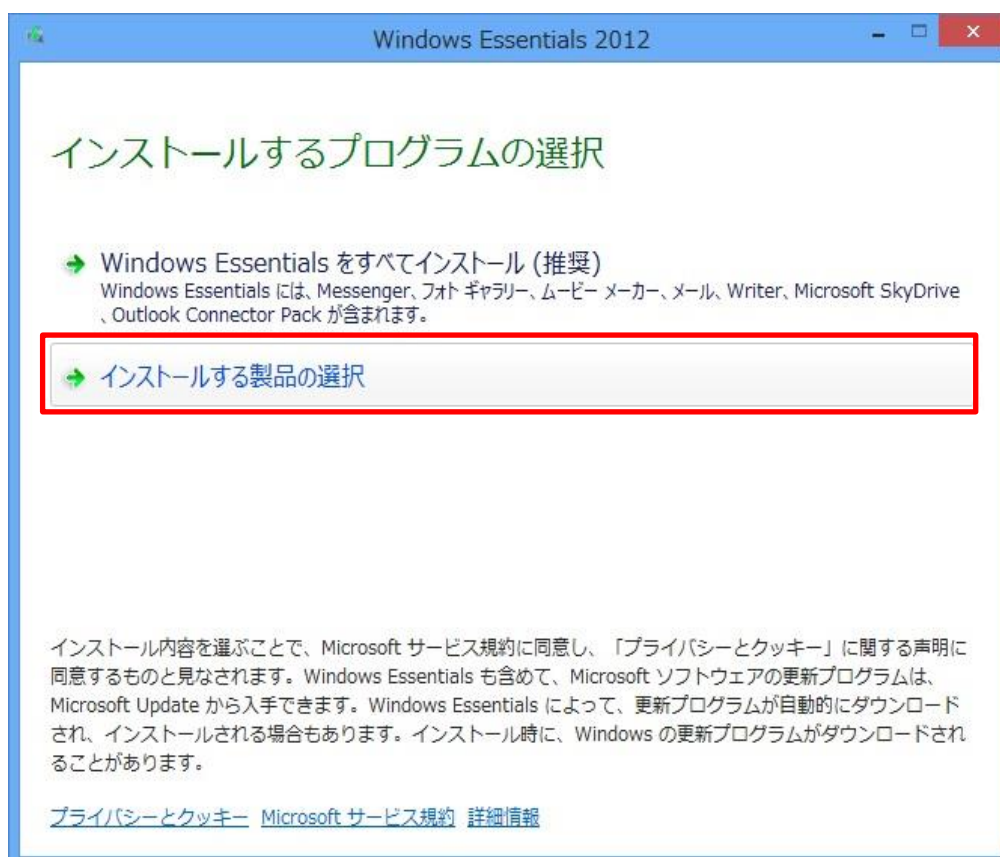 Windows Essentials 2012
インストールするプログラムの選択
Windows Essentials をすべてインストール (推奨)
Windows Essentials には、Messenger、フォト ギャラリー、ムービー メーカー、メール、Writer、Microsoft SkyDrive
、Outlook Connector Pack が含まれます。
インストールする製品の選択
インストール内容を選ぶことで、Microsoft サービス規約に同意し、「プライバシーとクッキー」に関する声明に
同意するものと見なされます。Windows Essentials も含めて、Microsoft ソフトウェアの更新プログラムは、
Microsoft Update から入手できます。Windows Essentials によって、更新プログラムが自動的にダウンロード
され、インストールされる場合もあります。インストール時に、Windows の更新プログラムがダウンロードされ
ることがあります。
プライバシーとクッキー Microsoft サービス規約 詳細情報